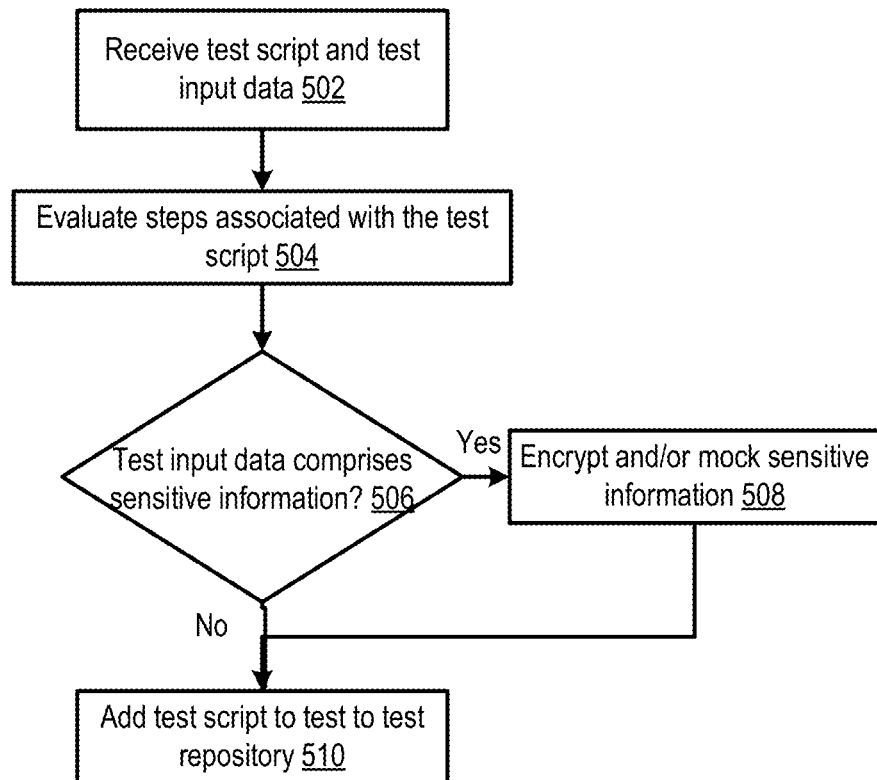 Receive test script and test
input data 502
Evaluate steps associated with the test
script 504
Test input data comprises
sensitive information? 506
Yes
Encrypt and/or mock sensitive
information 508
No
Add test script to test to test
repository 510